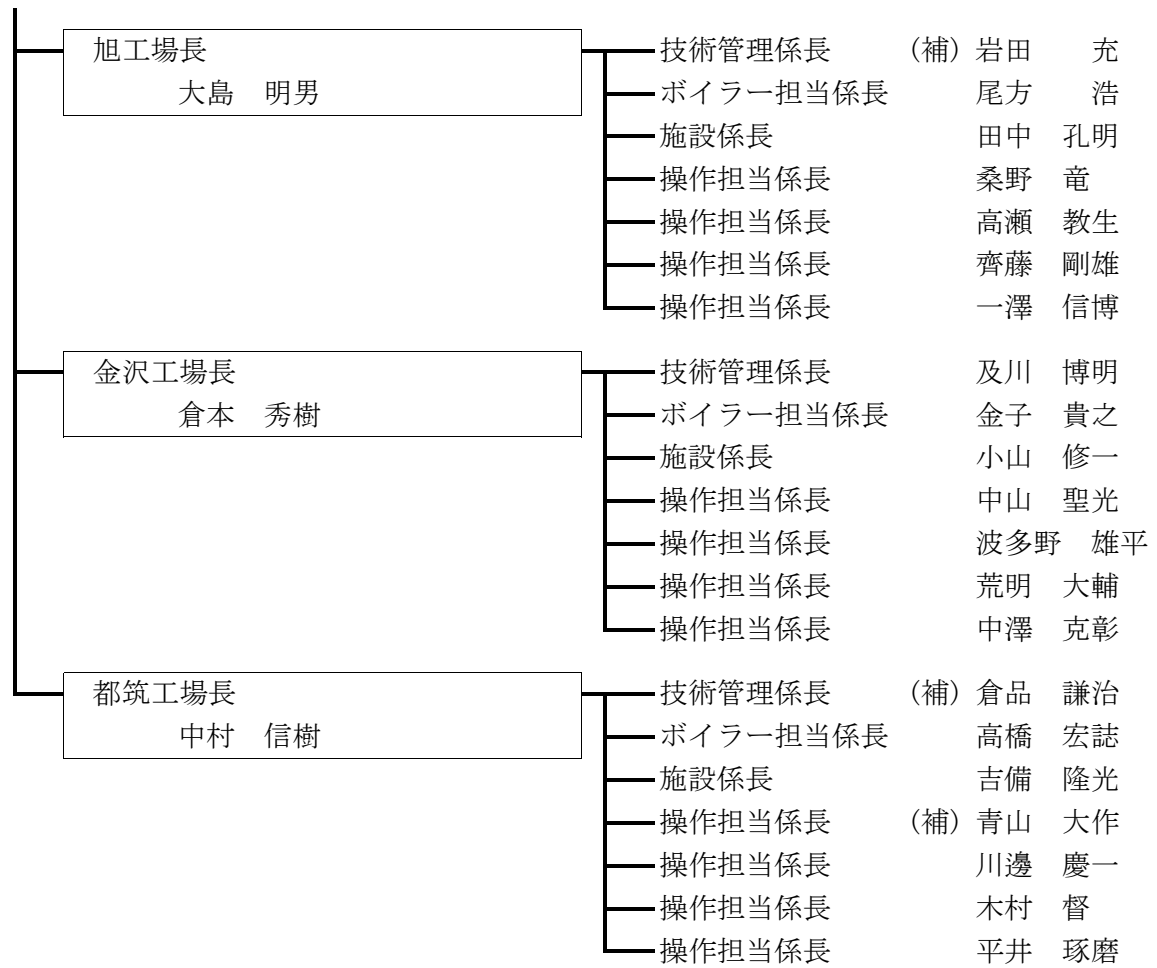 旭工場長 技術管理係長 (補) 岩田 充
大島 明男 ボイラー担当係長 尾方 浩
施設係長 田中 孔明
操作担当係長 桑野 竜
操作担当係長 高瀬 教生
操作担当係長 齊藤 剛雄
操作担当係長 一澤 信博
金沢工場長 技術管理係長 及川 博明
倉本 秀樹 ボイラー担当係長 金子 貴之
施設係長 小山 修一
操作担当係長 中山 聖光
操作担当係長 波多野 雄平
操作担当係長 荒明 大輔
操作担当係長 中澤 克彰
都筑工場長 技術管理係長 (補) 倉品 謙治
中村 信樹 ボイラー担当係長 高橋 宏誌
施設係長 吉備 隆光
操作担当係長 (補) 青山 大作
操作担当係長 川邊 慶一
操作担当係長 木村 督
操作担当係長 平井 琢磨